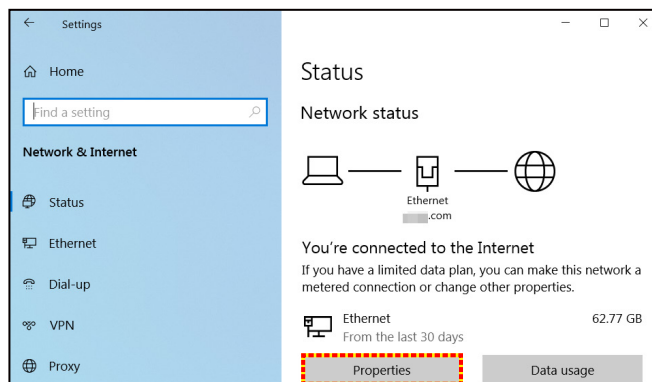 Settings
Home
Find a setting
Network & Internet
Status
Ethernet
Dial-up
VPN
Proxy
Status
Network status
Ethernet
.com
You're connected to the Internet
If you have a limited data plan, you can make this network a
metered connection or change other properties.
Ethernet 62.77 GB
From the last 30 days
Properties Data usage